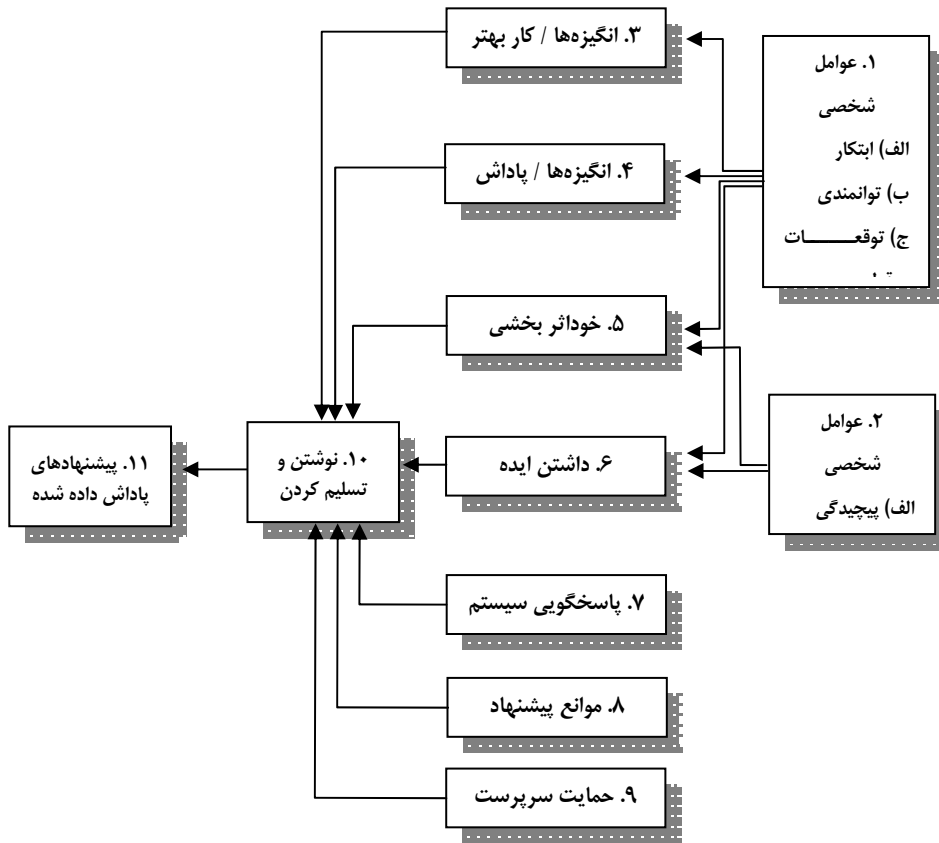 ۱. عوامل
شخصی
الف) ابتکار
ب) توانمندی
ج) توقعـــــــات
۲. عوامل
شخصی
الف) پیچیدگی
۳. انگیزه‌ها / کار بهتر
۴. انگیزه‌ها / پاداش
۵. خوداثر بخشی
۶. داشتن ایده
۷. پاسخگویی سیستم
۸. موانع پیشنهاد
۹. حمایت سرپرست
۱۰. نوشتن و
تسلیم کردن
۱۱. پیشنهادهای
پاداش داده شده